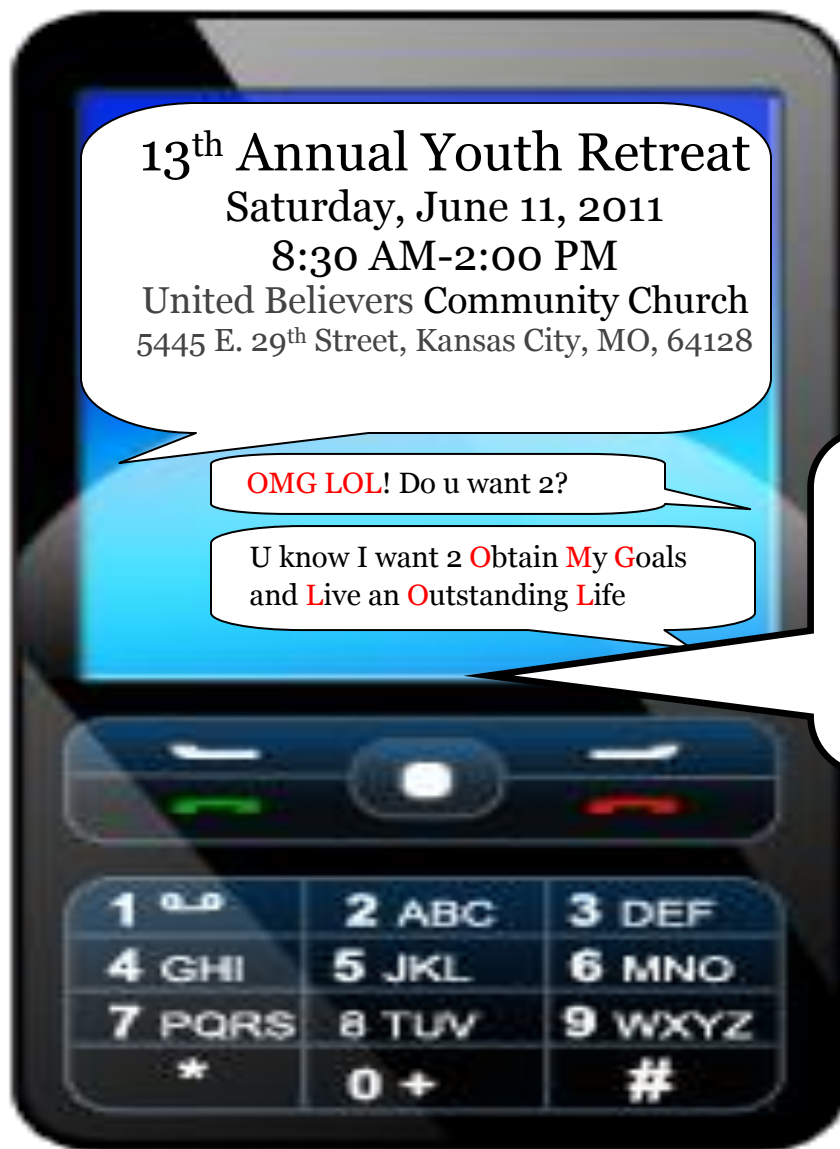 13th Annual Youth Retreat
Saturday, June 11, 2011
8:30 AM-2:00 PM
United Believers Community Church
5445 E. 29th Street, Kansas City, MO, 64128
OMG LOL! Do u want 2?
U know I want 2 Obtain My Goals
and Live an Outstanding Life
1
2 ABC
3 DEF
4 GHI
5 JKL
6 MNO
7 PQRS
8 TUV
9 WXYZ
*
0 +
#